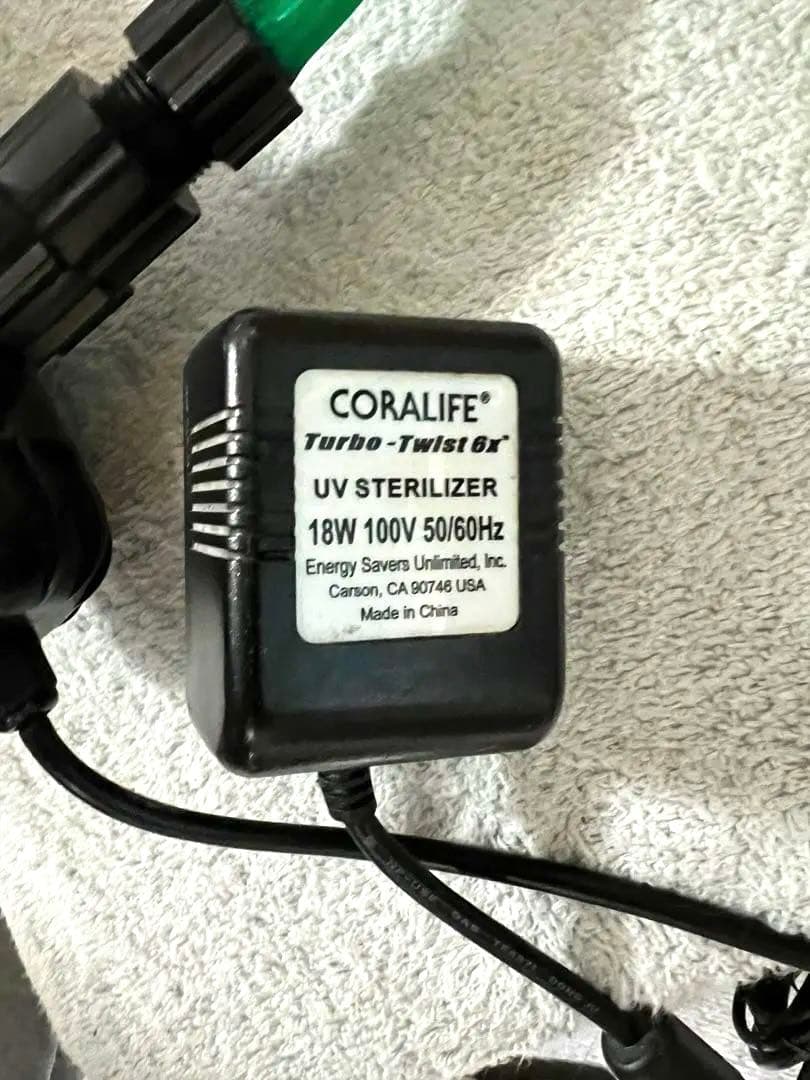 CORALIFE®
Turbo-Twist 6x®
UV STERILIZER
18W 100V 50/60Hz
Energy Savers Unlimited, Inc.
Carson, CA 90746 USA
Made in China